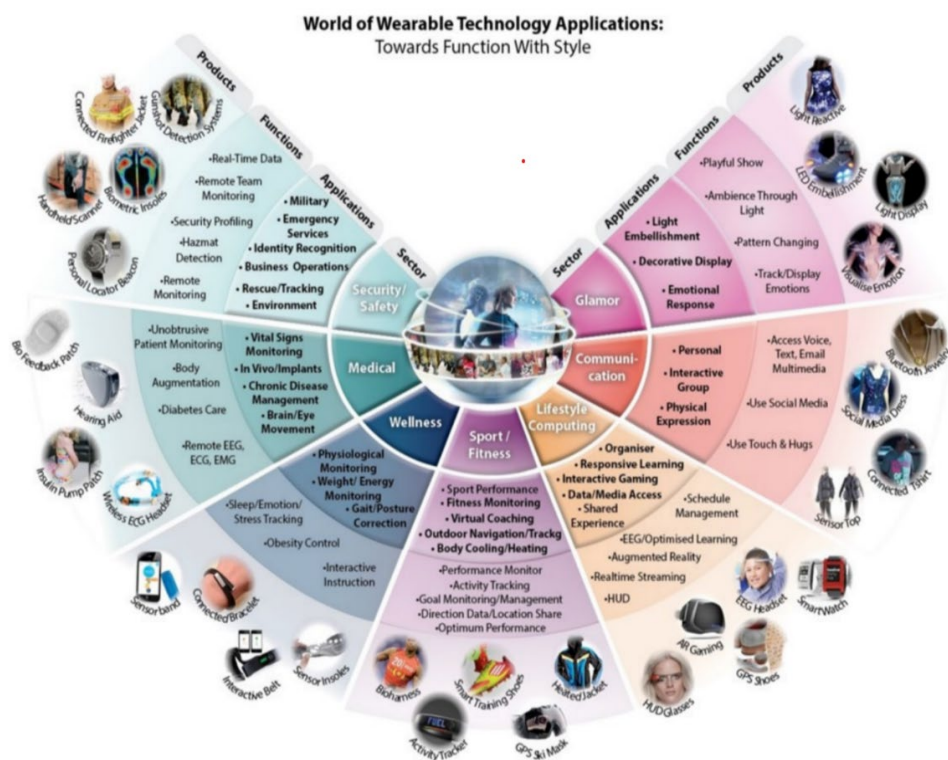 World of Wearable Technology Applications:
Towards Function With Style
Products
Functions
Applications
Sector
Connected Firefighter Jacket
Gunshot Detection Systems
Handheld Scanner
Biometric Insoles
Personal Locator Beacon
•Real-Time Data
•Remote Team
Monitoring
•Security Profiling
•Hazmat
Detection
•Remote
Monitoring
• Military
• Emergency
Services
• Identity Recognition
• Business Operations
• Rescue/Tracking
• Environment
Security/
Safety
Bio Feedback Patch
Hearing Aid
Insulin Pump Patch
Wireless ECG Headset
•Unobtrusive
Patient Monitoring
•Body
Augmentation
•Diabetes Care
•Remote EEG,
ECG, EMG
• Vital Signs
Monitoring
• In Vivo/Implants
• Chronic Disease
Management
• Brain/Eye
Movement
Medical
Sensorband
Connected Bracelet
Interactive Belt
Sensor Insoles
•Sleep/Emotion/
Stress Tracking
•Obesity Control
•Interactive
Instruction
•Physiological
Monitoring
• Weight/ Energy
Monitoring
• Gait/Posture
Correction
Wellness
Sport /
Fitness
• Sport Performance
• Fitness Monitoring
• Virtual Coaching
• Outdoor Navigation/Trackg
• Body Cooling/Heating
•Performance Monitor
•Activity Tracking
•Goal Monitoring/Management
•Direction Data/Location Share
•Optimum Performance
Bioharness
Smart Training Shoes
Heated Jacket
Activity Tracker
FUEL
GPS Ski Mask
Lifestyle
Computing
• Organiser
• Responsive Learning
• Interactive Gaming
• Data/Media Access
• Shared
Experience
•Schedule
Management
•EEG/Optimised Learning
•Augmented Reality
•Realtime Streaming
•HUD
EEG Headset
Smart Watch
AR Gaming
GPS Shoes
HUD Glasses
Communi-
cation
• Personal
• Interactive
Group
• Physical
Expression
•Access Voice,
Text, Email
Multimedia
•Use Social Media
•Use Touch & Hugs
Bluetooth Jewelry
Social Media Dress
Connected Tshirt
Sensor Top
Products
Functions
Applications
Sector
Glamor
• Light
Embellishment
• Decorative Display
• Emotional
Response
•Playful Show
•Ambience Through
Light
•Pattern Changing
•Track/Display
Emotions
Light Reactive
LED Embellishment
Light Display
Visualise Emotion